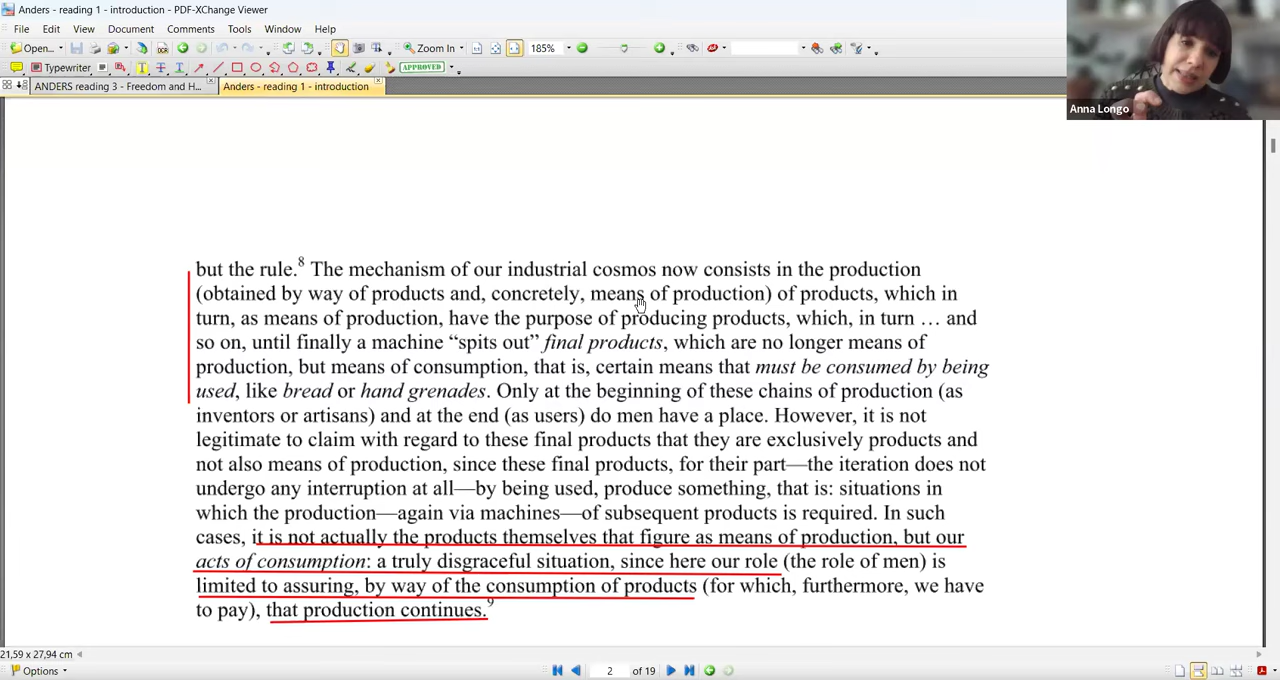 Anders - reading 1 - introduction - PDF-XChange Viewer
File Edit View Document Comments Tools Window Help
Open... Zoom In 185%
Typewriter APPROVED
ANDERS reading 3 - Freedom and H... Anders - reading 1 - introduction
Anna Longo
but the rule.8 The mechanism of our industrial cosmos now consists in the production
(obtained by way of products and, concretely, means of production) of products, which in
turn, as means of production, have the purpose of producing products, which, in turn … and
so on, until finally a machine “spits out” final products, which are no longer means of
production, but means of consumption, that is, certain means that must be consumed by being
used, like bread or hand grenades. Only at the beginning of these chains of production (as
inventors or artisans) and at the end (as users) do men have a place. However, it is not
legitimate to claim with regard to these final products that they are exclusively products and
not also means of production, since these final products, for their part—the iteration does not
undergo any interruption at all—by being used, produce something, that is: situations in
which the production—again via machines—of subsequent products is required. In such
cases, it is not actually the products themselves that figure as means of production, but our
acts of consumption: a truly disgraceful situation, since here our role (the role of men) is
limited to assuring, by way of the consumption of products (for which, furthermore, we have
to pay), that production continues.9
21,59 x 27,94 cm
Options 2 of 19